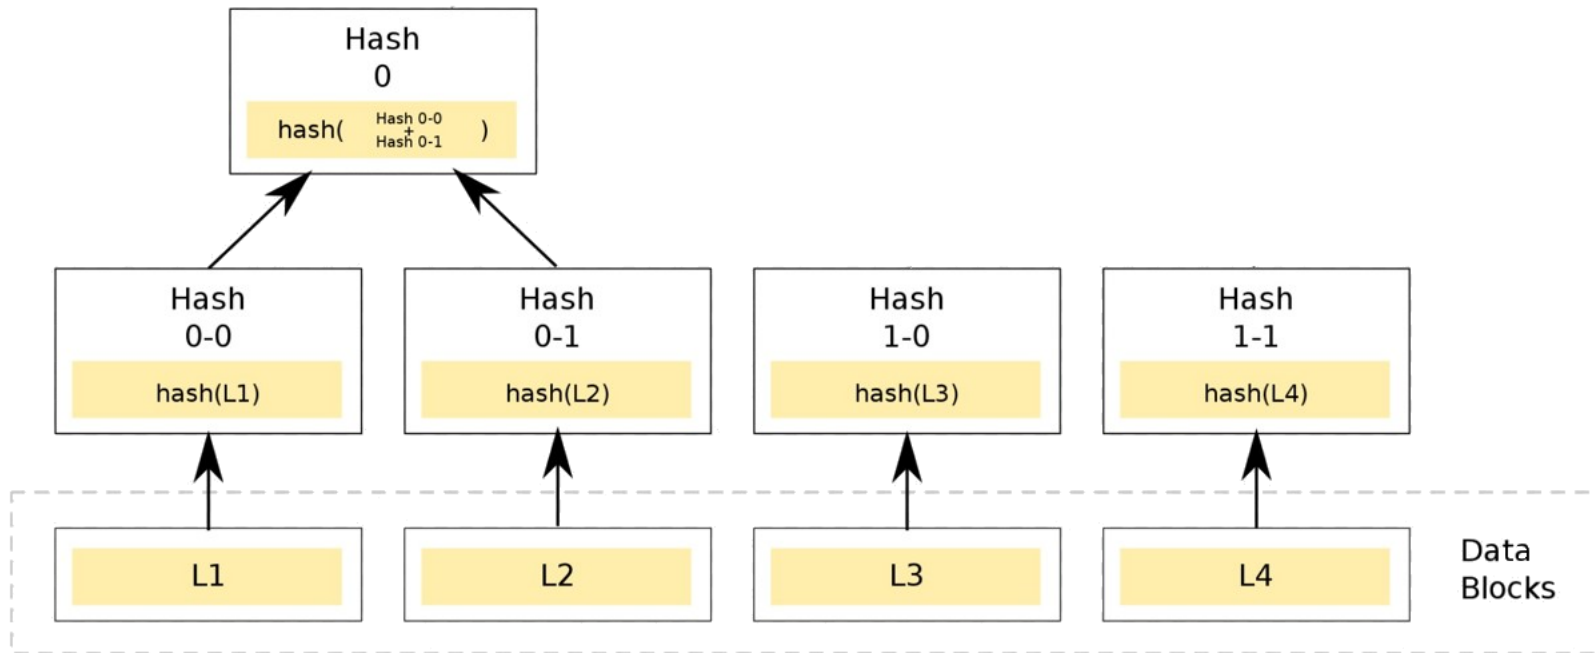 Hash
0
hash( Hash 0-0
+
Hash 0-1 )
Hash
0-0
hash(L1)
Hash
0-1
hash(L2)
Hash
1-0
hash(L3)
Hash
1-1
hash(L4)
L1
L2
L3
L4
Data
Blocks